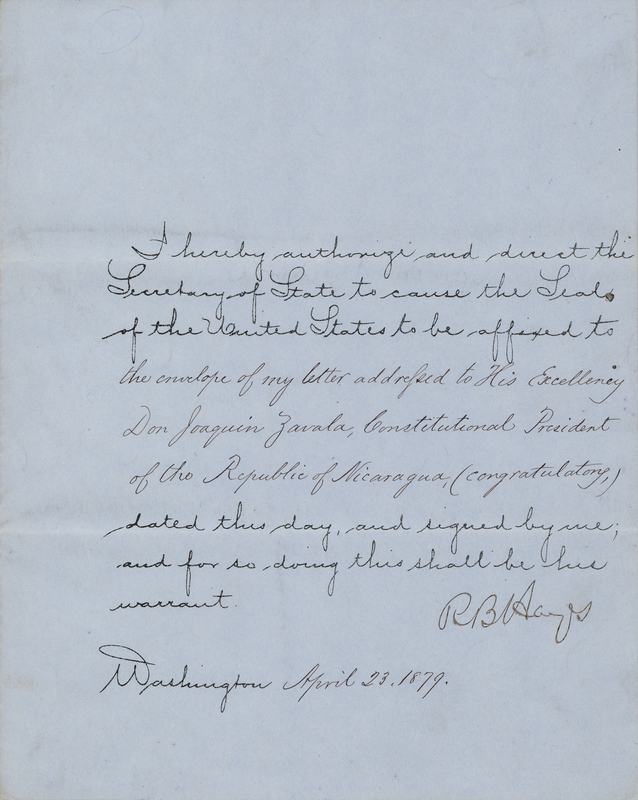 I hereby authorize and direct the
Secretary of State to cause the Seal
of the United States to be affixed to
the envelope of my letter addressed to His Excellency
Don Joaquin Zavala, Constitutional President
of the Republic of Nicaragua, (congratulatory,)
dated this day, and signed by me;
and for so doing this shall be his
warrant.
R B Hayes
Washington April 23. 1879.